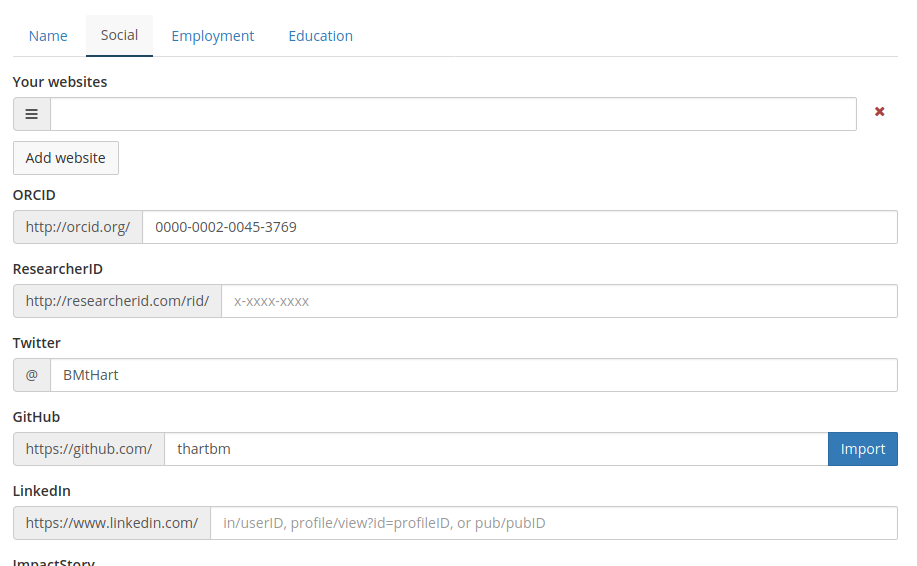 Name Social Employment Education
Your websites
Add website
ORCID
http://orcid.org/ 0000-0002-0045-3769
ResearcherID
http://researcherid.com/rid/ x-xxxx-xxxx
Twitter
@ BMtHart
GitHub
https://github.com/ thartbm Import
LinkedIn
https://www.linkedin.com/ in/userID, profile/view?id=profileID, or pub/pubID
ImpactStory